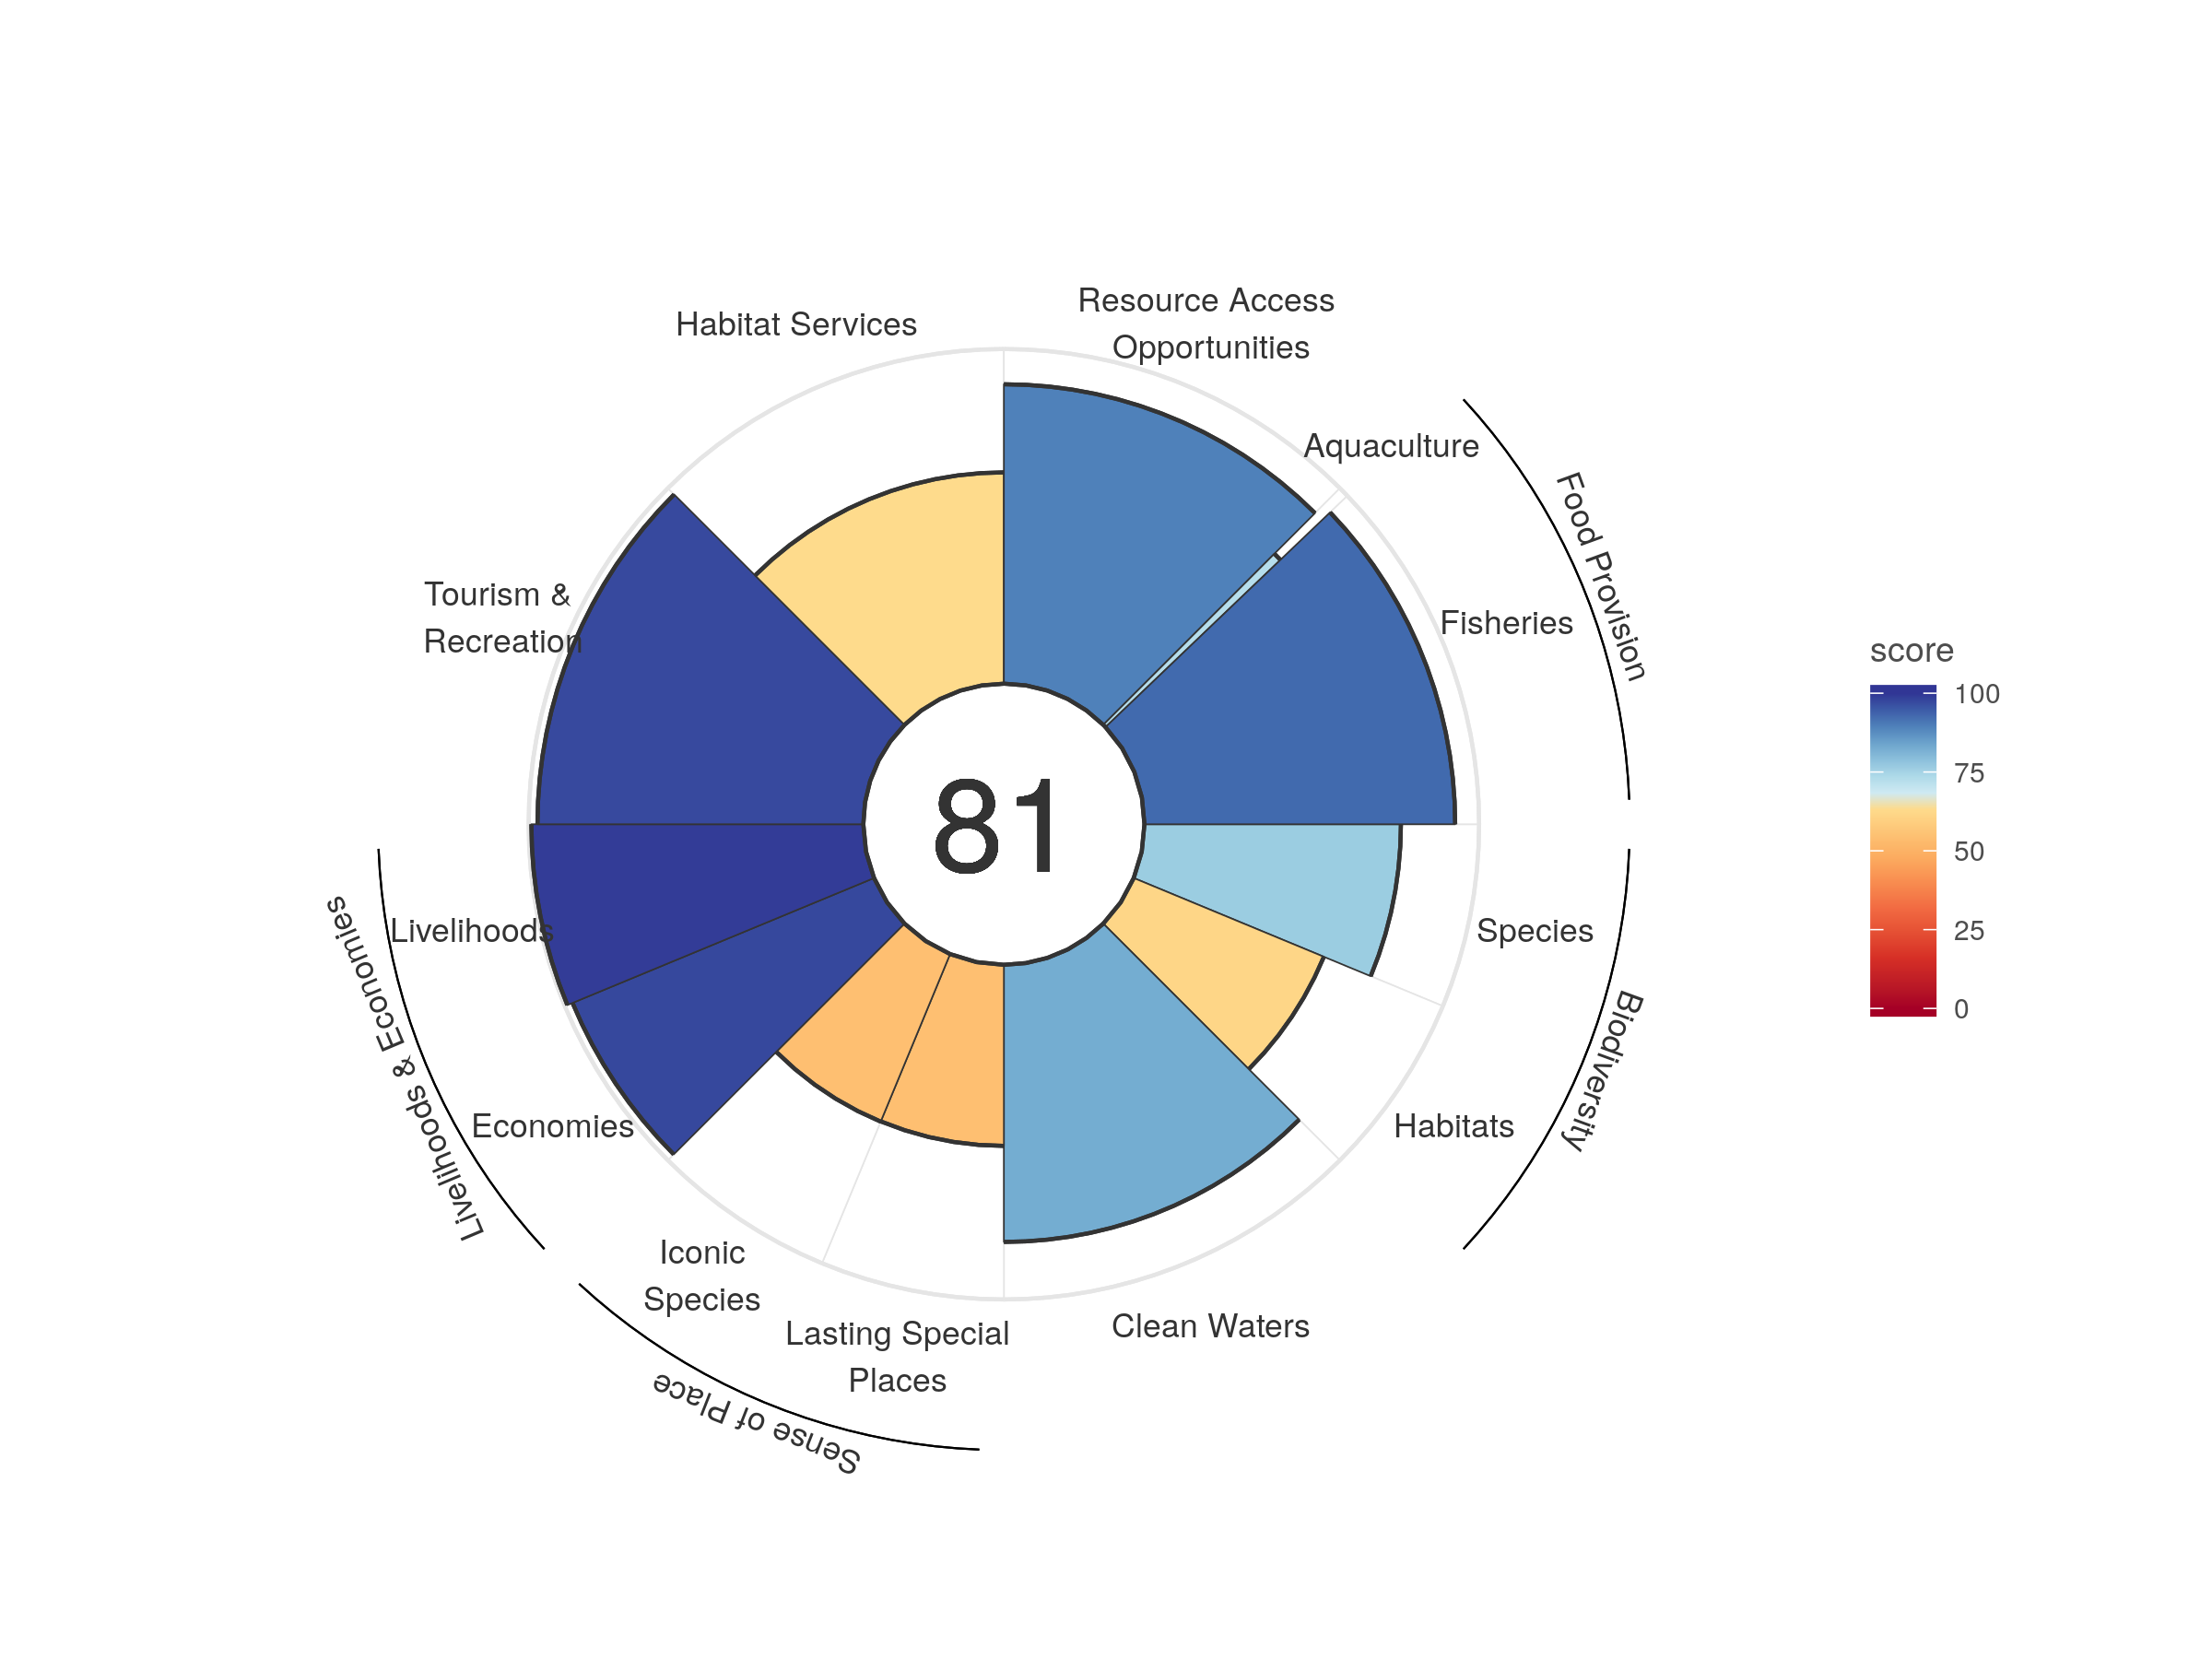 Resource Access
Opportunities
Habitat Services
Aquaculture
Food Provision
Fisheries
Tourism &
Recreation
score
100
75
50
25
0
81
Livelihoods
Species
Livelihoods & Economies
Biodiversity
Economies
Habitats
Iconic
Species
Lasting Special
Places
Clean Waters
Sense of Place